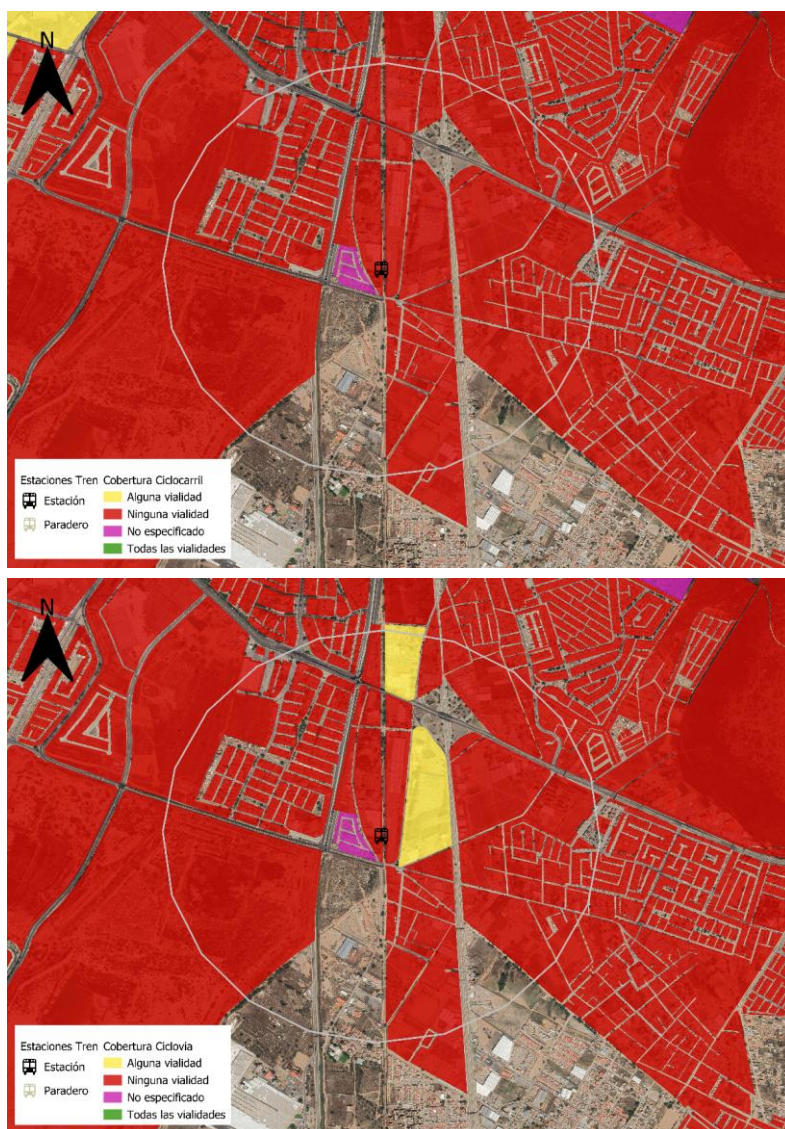 N
Estaciones Tren Cobertura Ciclocarril
Estación Alguna vialidad
Ninguna vialidad
Paradero No especificado
Todas las vialidades
N
Estaciones Tren Cobertura Ciclovia
Estación Alguna vialidad
Ninguna vialidad
Paradero No especificado
Todas las vialidades